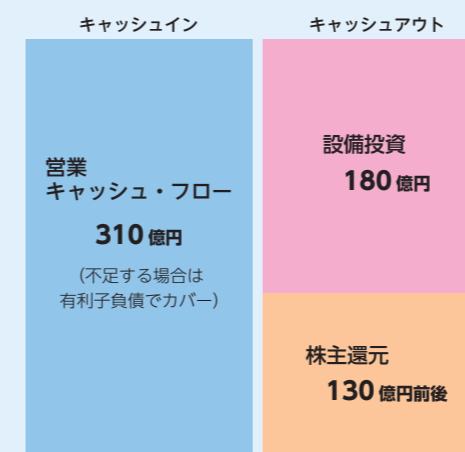 キャッシュイン
キャッシュアウト
営業
キャッシュ・フロー
310億円
(不足する場合は
有利子負債でカバー)
設備投資
180億円
株主還元
130億円前後